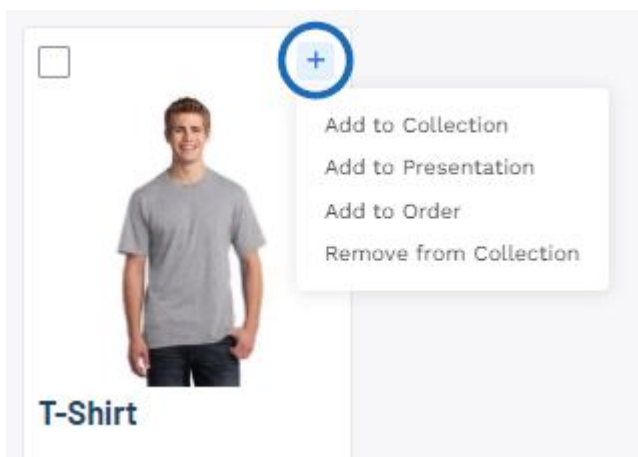 +
Add to Collection
Add to Presentation
Add to Order
Remove from Collection
T-Shirt